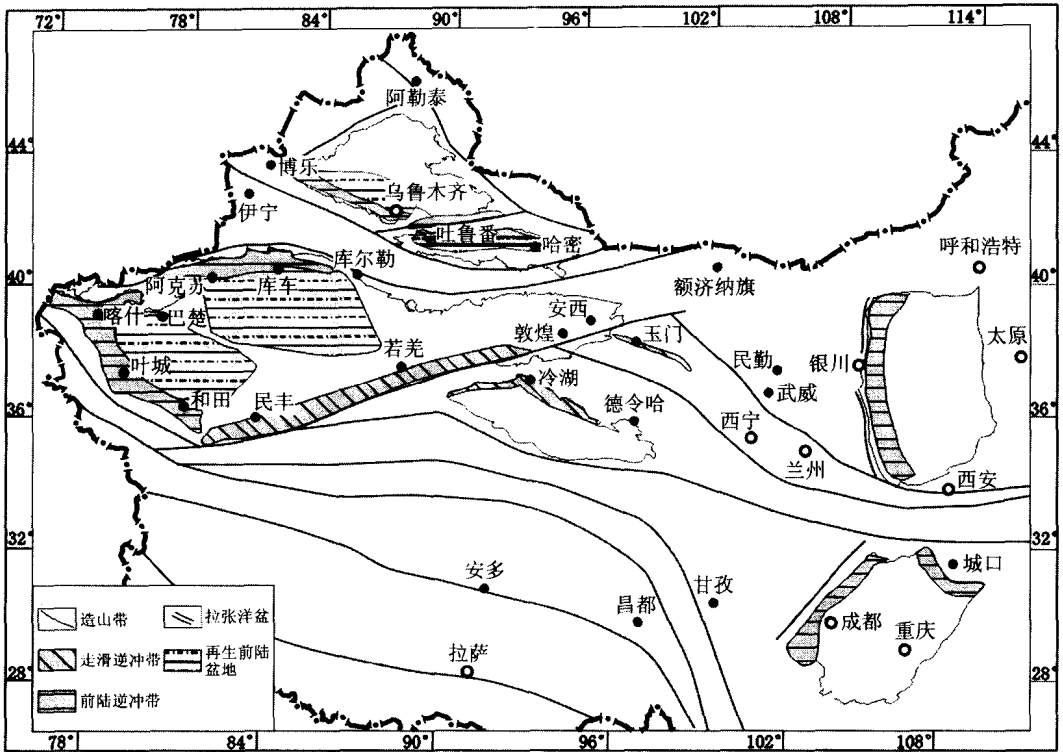 72° 78° 84° 90° 96° 102° 108° 114°
阿勒泰
44° 44°
博乐
乌鲁木齐
伊宁
吐鲁番 哈密
库尔勒 呼和浩特
40° 阿克苏 库车 额济纳旗 40°
喀什 巴楚 安西
敦煌 玉门 太原
若羌 民勤 银川
叶城 冷湖 武威
和田 民丰 德令哈
36° 西宁 36°
兰州 西安
32° 32°
安多 甘孜 城口
昌都
造山带 拉张洋盆 成都 重庆
走滑逆冲带 再生前陆
盆地 拉萨
28° 28°
前陆逆冲带
78° 84° 90° 96° 102° 108°